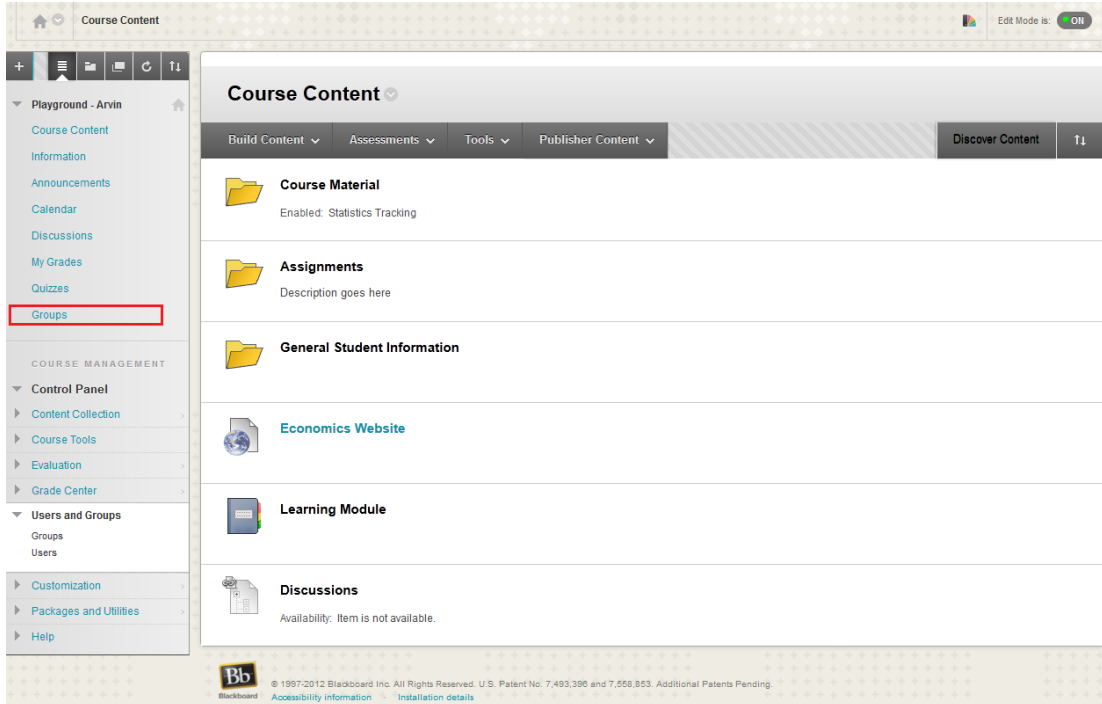 Course Content
Edit Mode is: ON
Playground - Arvin
Course Content
Information
Announcements
Calendar
Discussions
My Grades
Quizzes
Groups
COURSE MANAGEMENT
Control Panel
Content Collection
Course Tools
Evaluation
Grade Center
Users and Groups
Groups
Users
Customization
Packages and Utilities
Help
Course Content
Build Content Assessments Tools Publisher Content Discover Content
Course Material
Enabled: Statistics Tracking
Assignments
Description goes here
General Student Information
Economics Website
Learning Module
Discussions
Availability: Item is not available.
Bb
Blackboard
© 1997-2012 Blackboard Inc. All Rights Reserved. U.S. Patent No. 7,493,396 and 7,558,853. Additional Patents Pending.
Accessibility information - Installation details